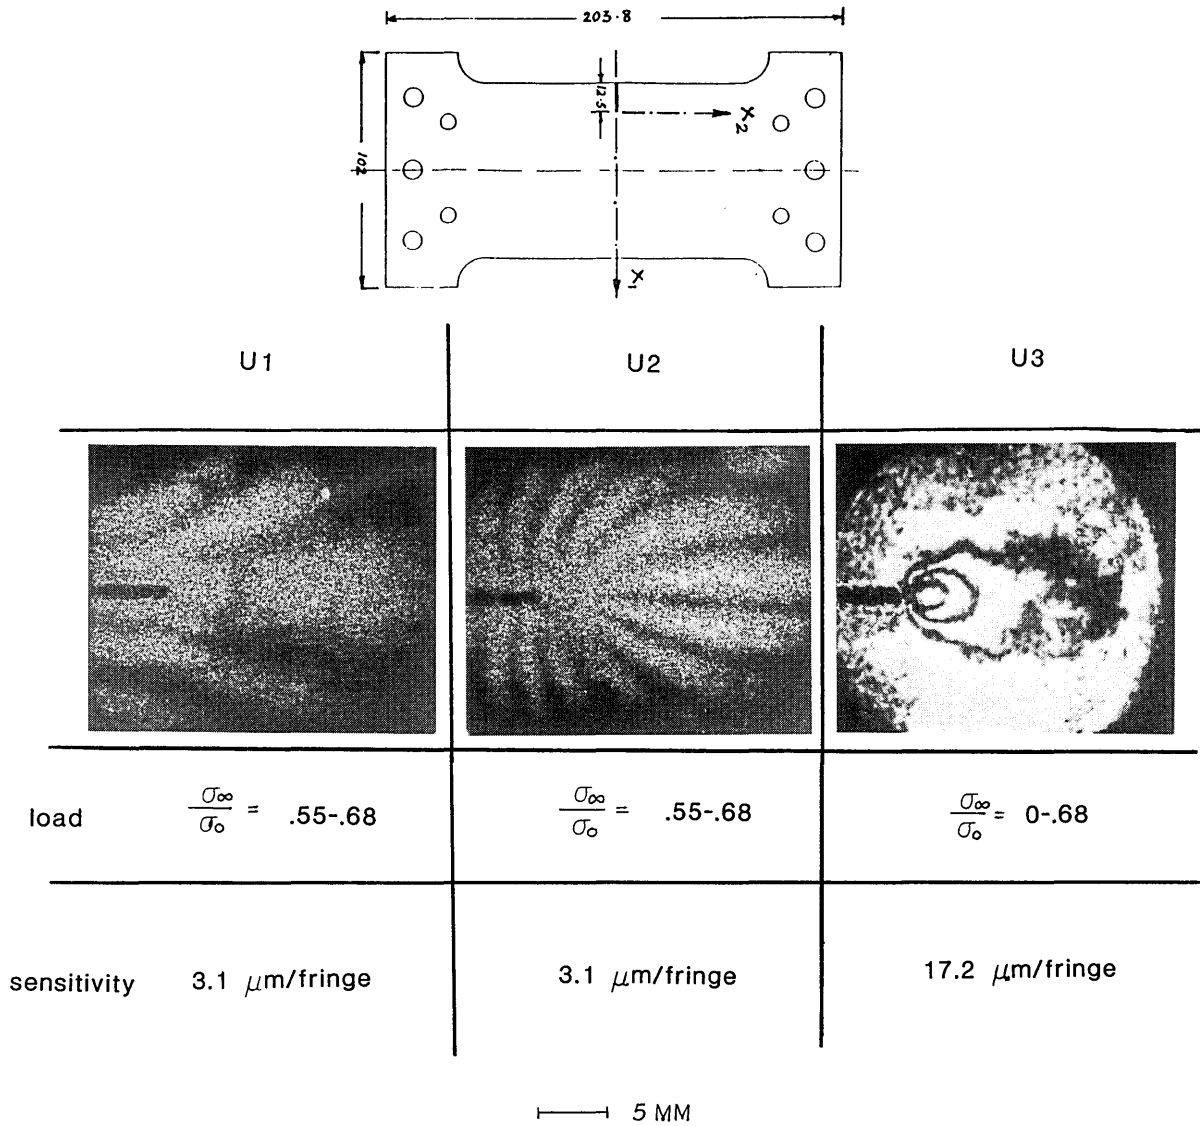 203.8
12.5
X2
102
X1
U1 U2 U3
load σ∞/σo = .55-.68 σ∞/σo = .55-.68 σ∞/σo = 0-.68
sensitivity 3.1 μm/fringe 3.1 μm/fringe 17.2 μm/fringe
5 MM